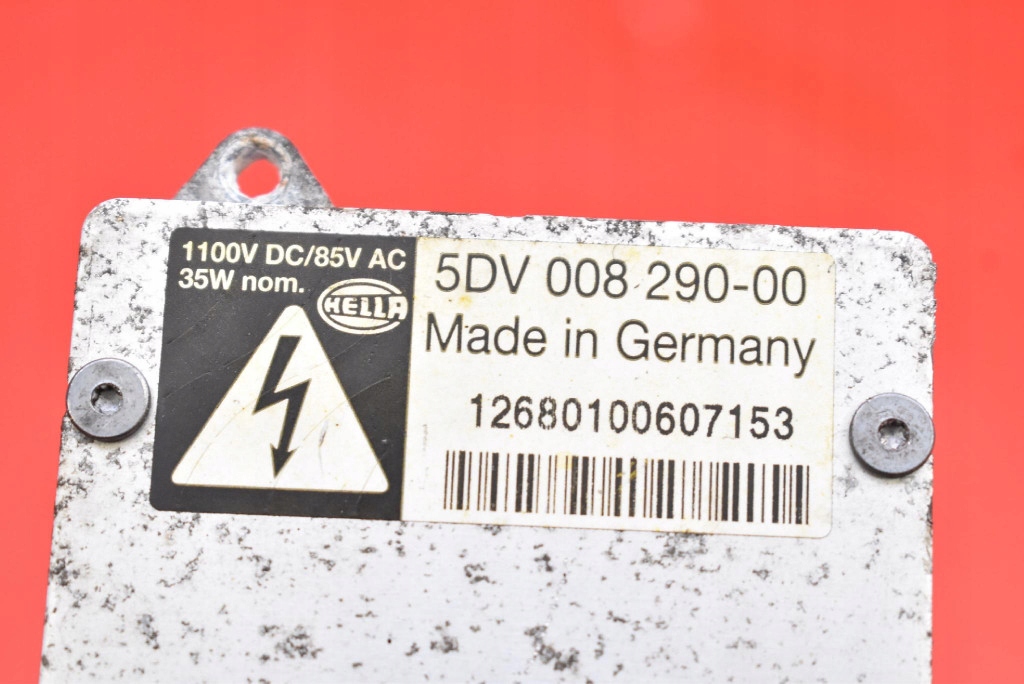 1100V DC/85V AC
35W nom.
HELLA
5DV 008 290-00
Made in Germany
12680100607153